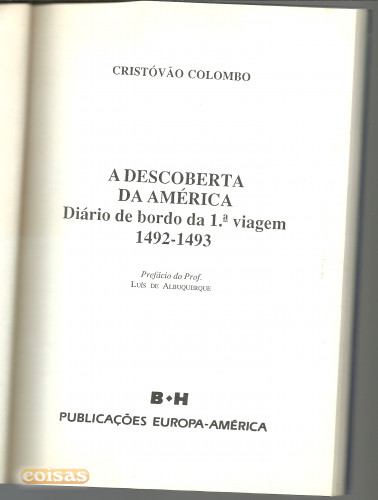 CRISTÓVÃO COLOMBO
A DESCOBERTA
DA AMÉRICA
Diário de bordo da 1.ª viagem
1492-1493
Prefácio do Prof.
LUÍS DE ALBUQUERQUE
B•H
PUBLICAÇÕES EUROPA-AMÉRICA
coisas